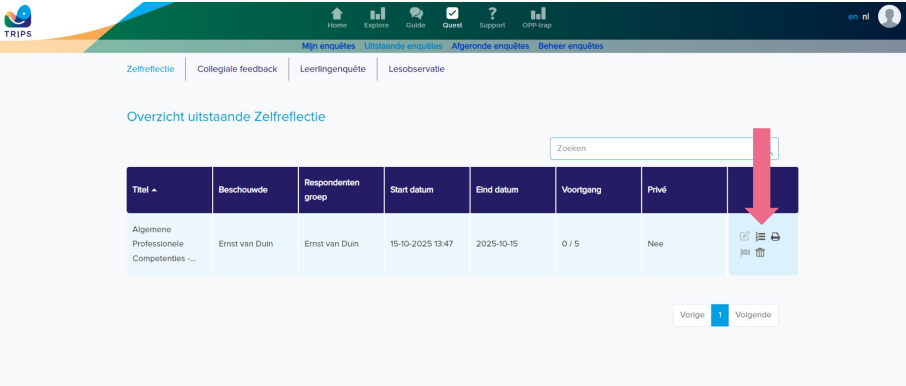 TRIPS
Home Explore Guide Quest Support OPP-trap
en nl
Mijn enquêtes Uitstaande enquêtes Afgeronde enquêtes Beheer enquêtes
Zelfreflectie Collegiale feedback Leerlingenquête Lesobservatie
Overzicht uitstaande Zelfreflectie
Zoeken
Titel Beschouwde Respondenten groep Start datum Eind datum Voortgang Privé
Algemene Professionele Competenties -... Ernst van Duin Ernst van Duin 15-10-2025 13:47 2025-10-15 0 / 5 Nee
Vorige 1 Volgende